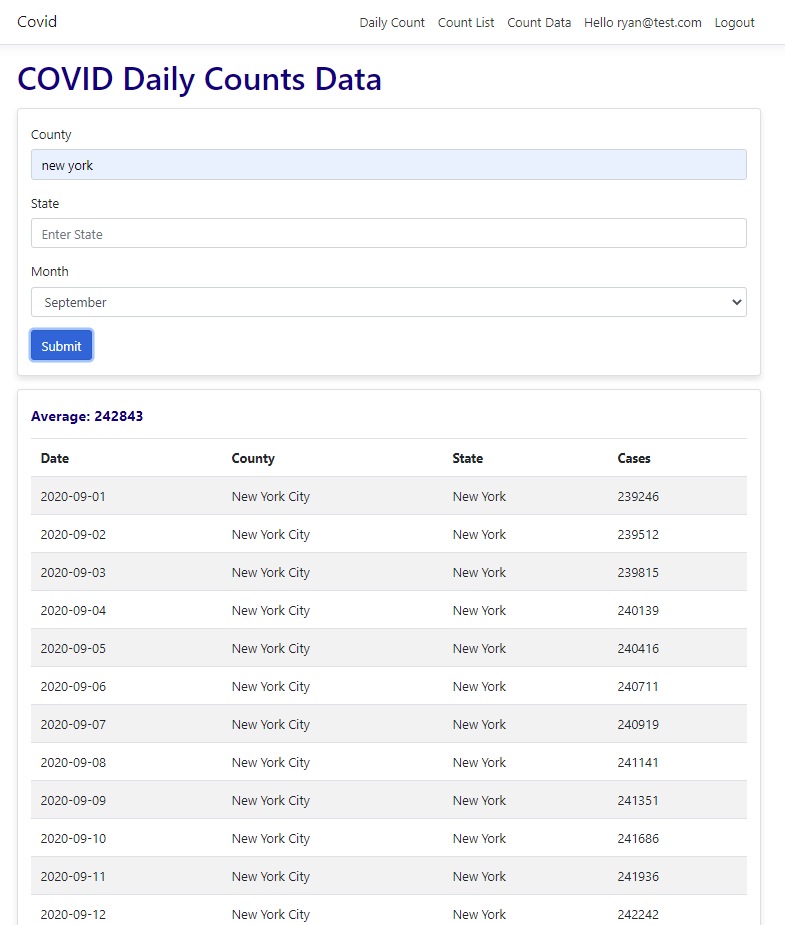 Covid Daily Count Count List Count Data Hello ryan@test.com Logout
COVID Daily Counts Data
County
new york
State
Enter State
Month
September
Submit
Average: 242843
Date County State Cases
2020-09-01 New York City New York 239246
2020-09-02 New York City New York 239512
2020-09-03 New York City New York 239815
2020-09-04 New York City New York 240139
2020-09-05 New York City New York 240416
2020-09-06 New York City New York 240711
2020-09-07 New York City New York 240919
2020-09-08 New York City New York 241141
2020-09-09 New York City New York 241351
2020-09-10 New York City New York 241686
2020-09-11 New York City New York 241936
2020-09-12 New York City New York 242242